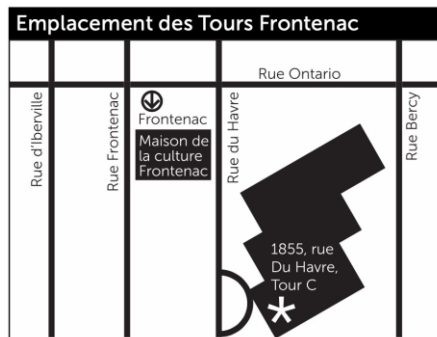 Emplacement des Tours Frontenac
Rue Ontario
Rue d'Iberville
Rue Frontenac
Frontenac
Maison de
la culture
Frontenac
Rue du Havre
Rue Bercy
1855, rue
Du Havre,
Tour C
*